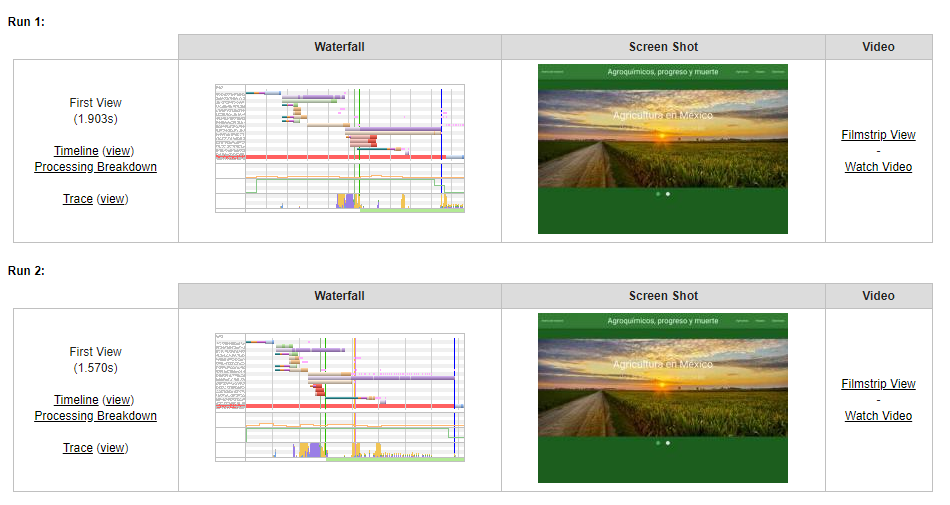 Run 1:
Waterfall
Screen Shot
Video
First View
(1.903s)
Timeline (view)
Processing Breakdown
Trace (view)
Agroquímicos, progreso y muerte
Agricultura en México
Filmstrip View
-
Watch Video
Run 2:
Waterfall
Screen Shot
Video
First View
(1.570s)
Timeline (view)
Processing Breakdown
Trace (view)
Agroquímicos, progreso y muerte
Agricultura en México
Filmstrip View
-
Watch Video